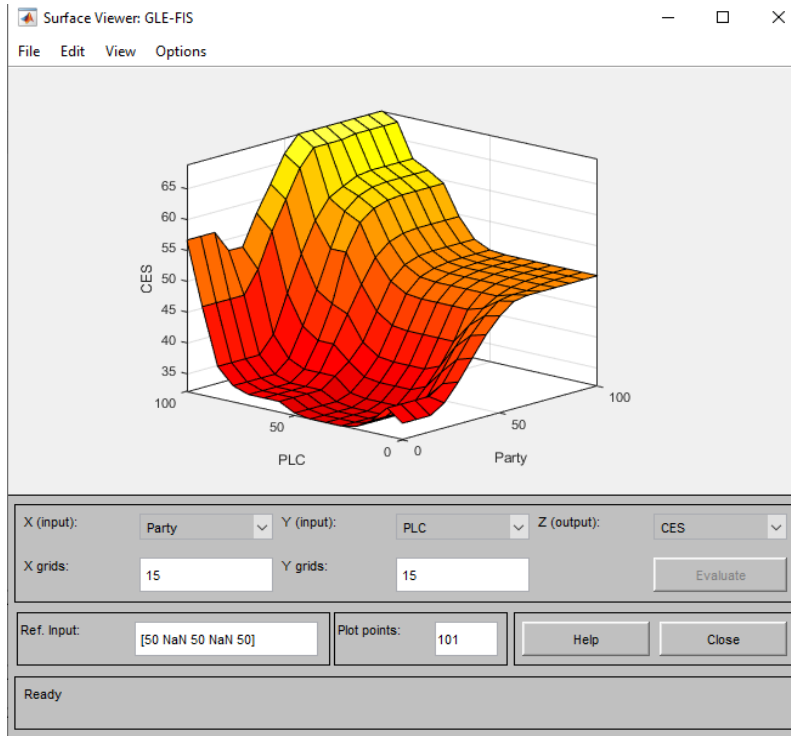 Surface Viewer: GLE-FIS
File Edit View Options
65
60
55
50
45
40
35
CES
100
50
0
PLC
0
50
100
Party
X (input): Party Y (input): PLC Z (output): CES
X grids: 15 Y grids: 15 Evaluate
Ref. Input: [50 NaN 50 NaN 50] Plot points: 101 Help Close
Ready